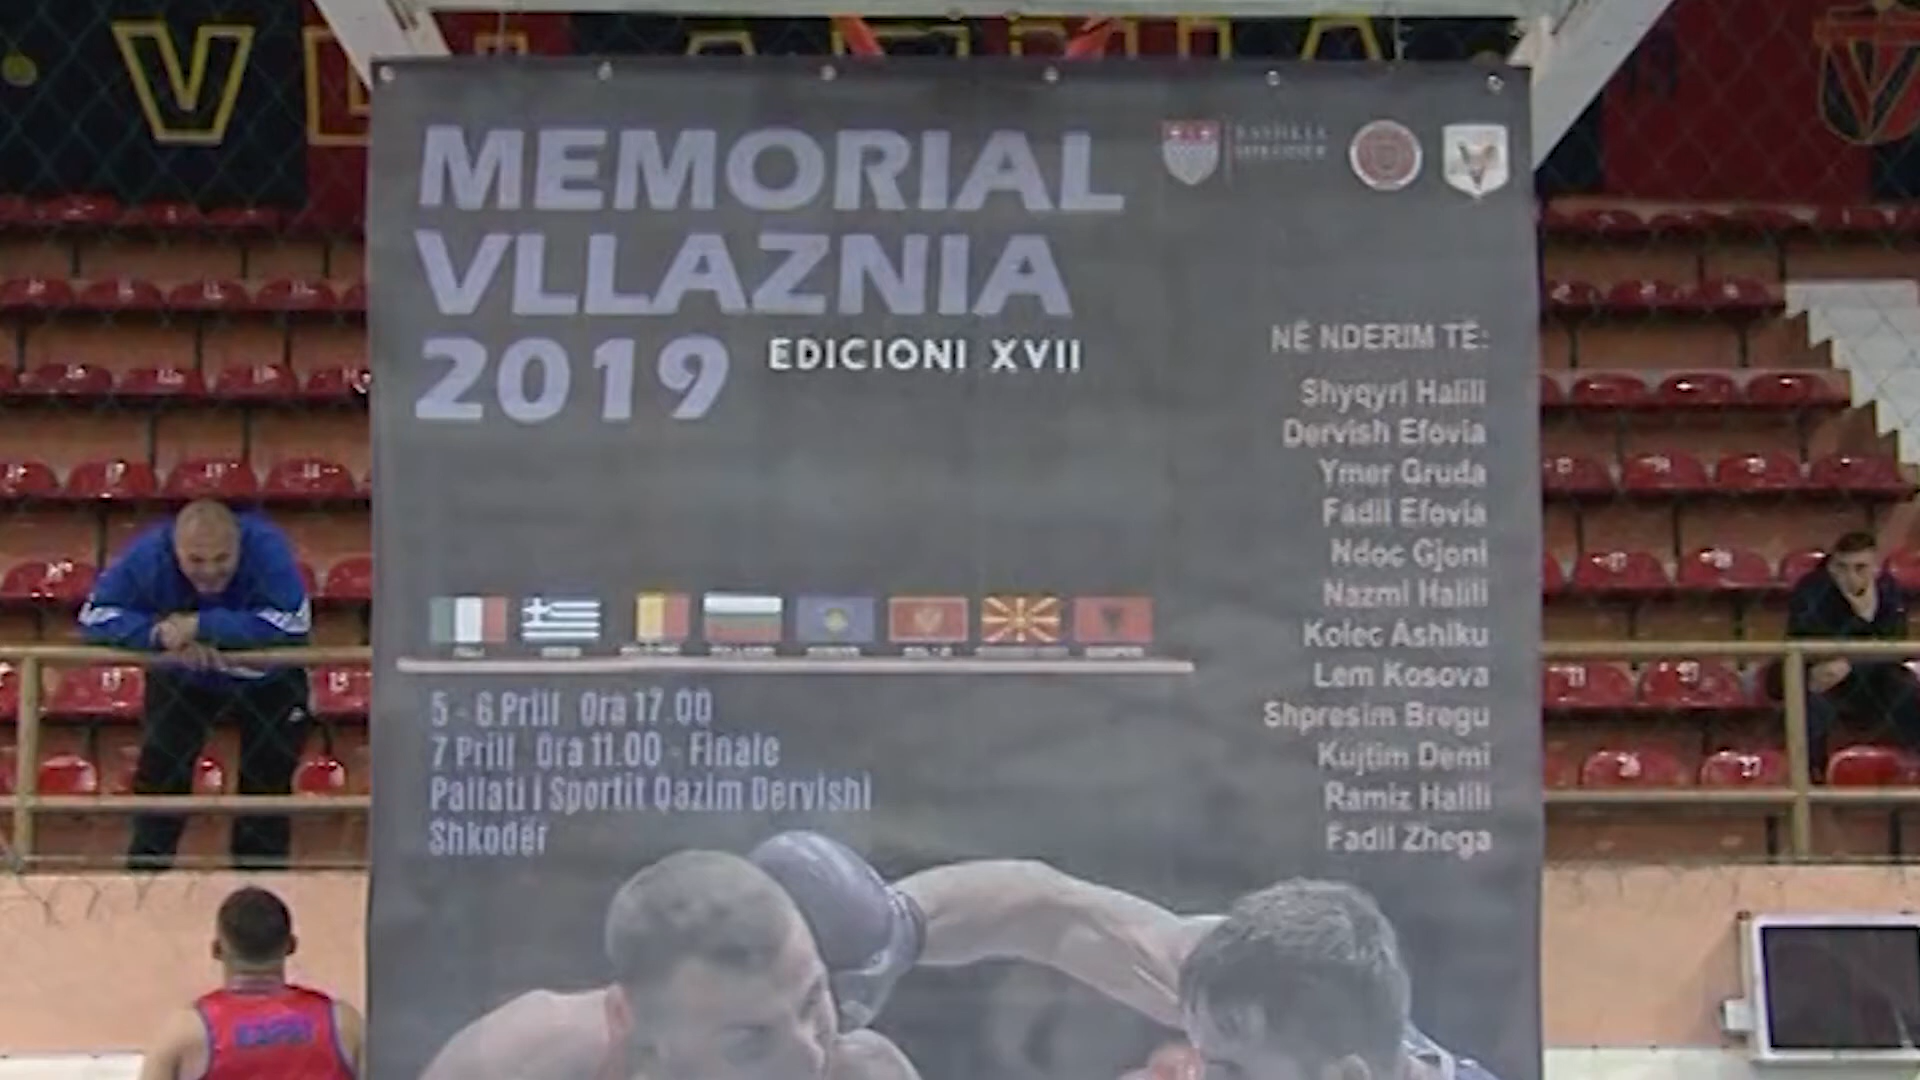 MEMORIAL
VLLAZNIA
2019 EDICIONI XVII
BASHKIA
SHKODËR
NË NDERIM TË:
Shyqyri Halili
Dervish Efovia
Ymer Gruda
Fadil Efovia
Ndoc Gjoni
Nazmi Halili
Kolec Ashiku
Lem Kosova
Shpresim Bregu
Kujtim Demi
Ramiz Halili
Fadil Zhega
5 - 6 Prill Ora 17.00
7 Prill Ora 11.00 - Finale
Pallati i Sportit Qazim Dervishi
Shkodër